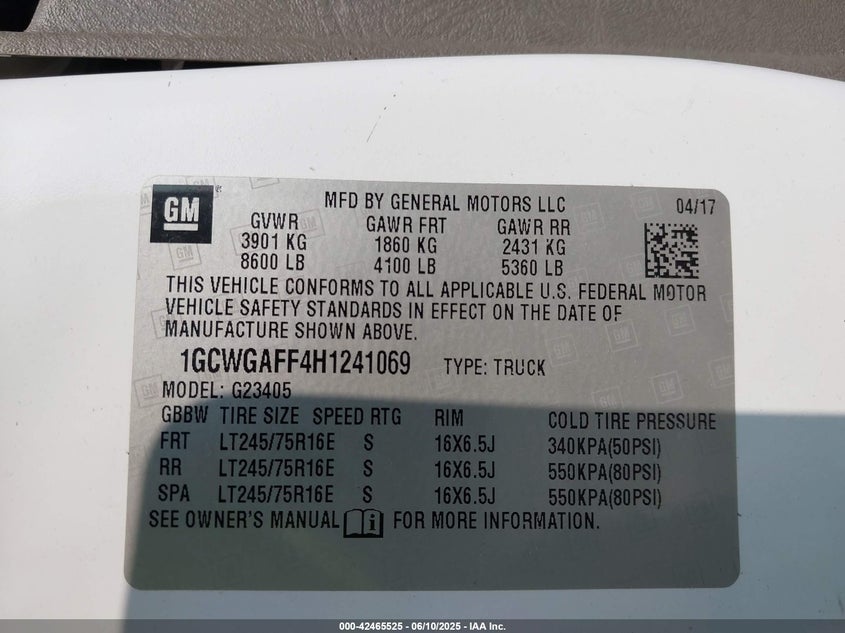 GM
MFD BY GENERAL MOTORS LLC 04/17
GVWR GAWR FRT GAWR RR
3901 KG 1860 KG 2431 KG
8600 LB 4100 LB 5360 LB
THIS VEHICLE CONFORMS TO ALL APPLICABLE U.S. FEDERAL MOTOR
VEHICLE SAFETY STANDARDS IN EFFECT ON THE DATE OF
MANUFACTURE SHOWN ABOVE.
1GCWGAFF4H1241069 TYPE: TRUCK
MODEL: G23405
GBBW TIRE SIZE SPEED RTG RIM COLD TIRE PRESSURE
FRT LT245/75R16E S 16X6.5J 340KPA(50PSI)
RR LT245/75R16E S 16X6.5J 550KPA(80PSI)
SPA LT245/75R16E S 16X6.5J 550KPA(80PSI)
SEE OWNER'S MANUAL i FOR MORE INFORMATION.
000-42465525 - 06/10/2025 - IAA Inc.